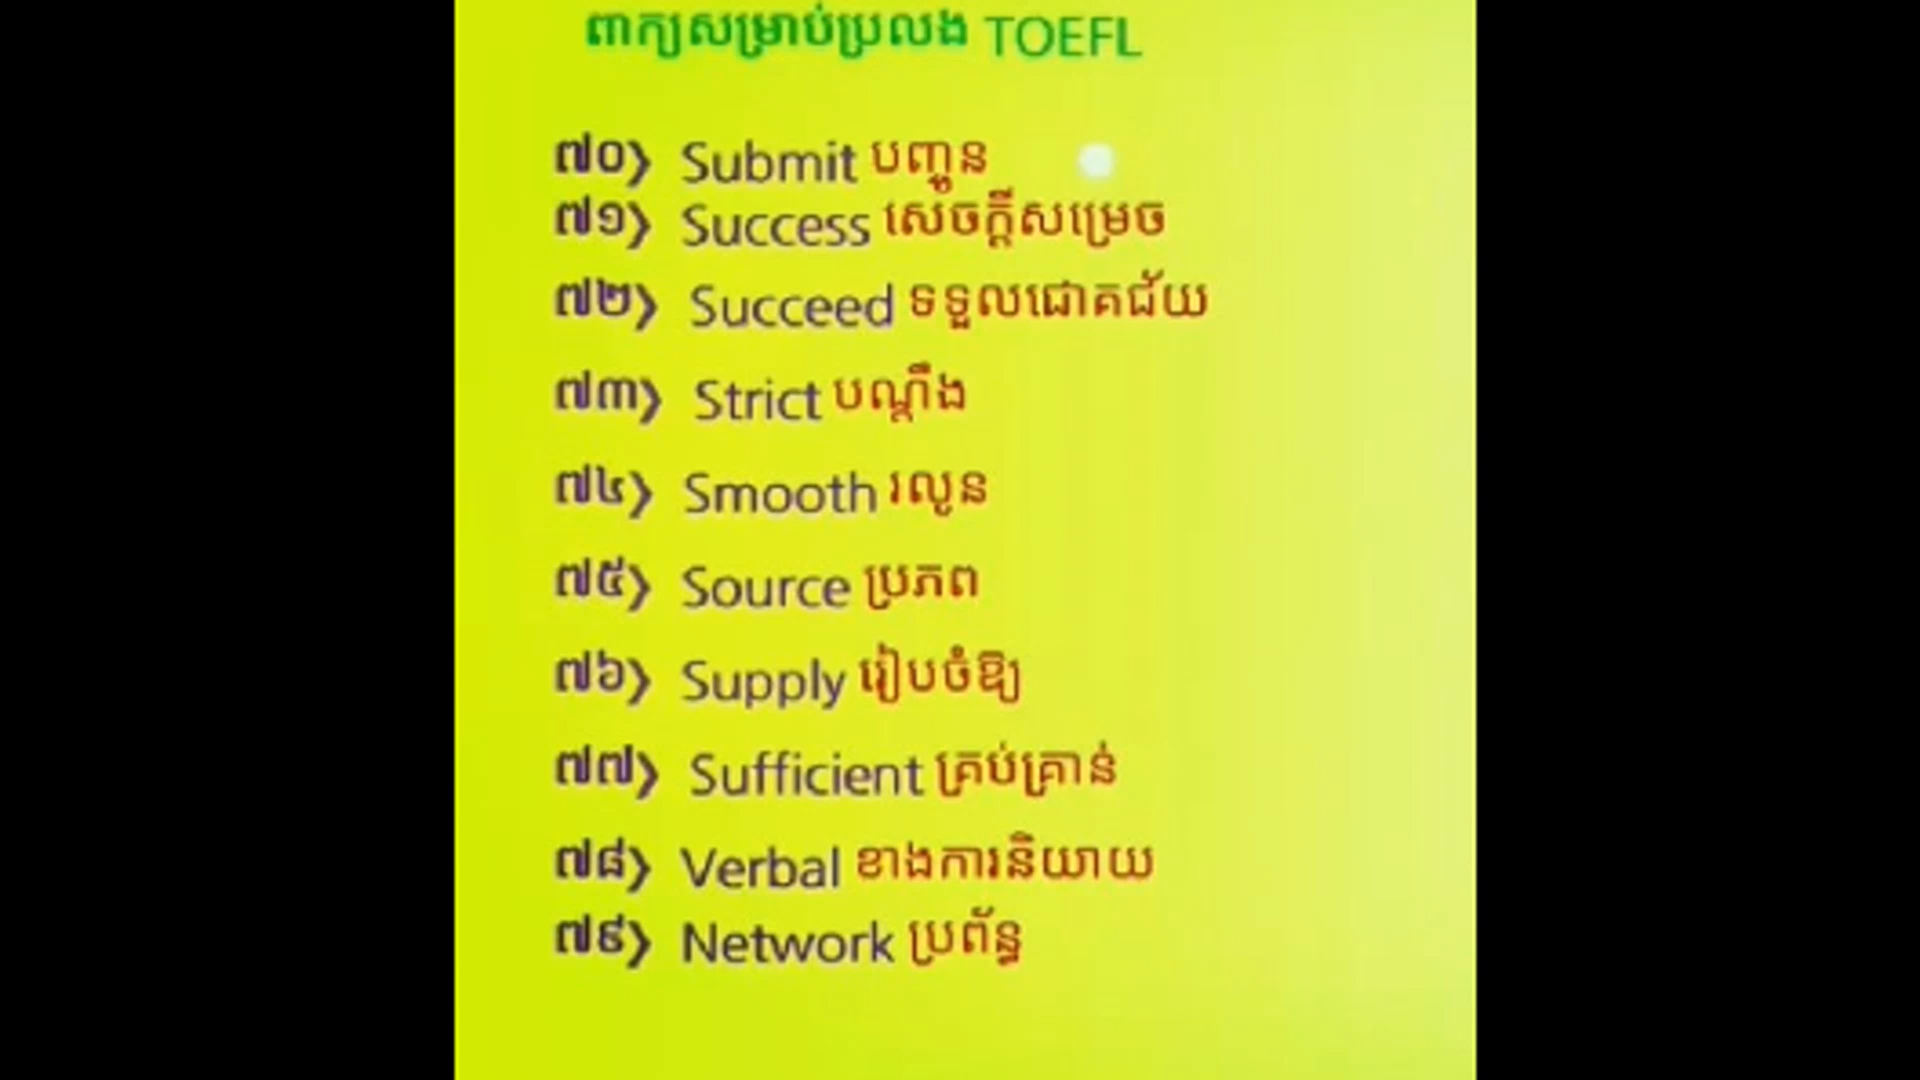 ពាក្យសម្រាប់ប្រលង TOEFL
៧០) Submit បញ្ជូន
៧១) Success សេចក្ដីសម្រេច
៧២) Succeed ទទួលជោគជ័យ
៧៣) Strict បណ្ដឹង
៧៤) Smooth រលូន
៧៥) Source ប្រភព
៧៦) Supply រៀបចំឱ្យ
៧៧) Sufficient គ្រប់គ្រាន់
៧៨) Verbal ខាងការនិយាយ
៧៩) Network ប្រព័ន្ធ